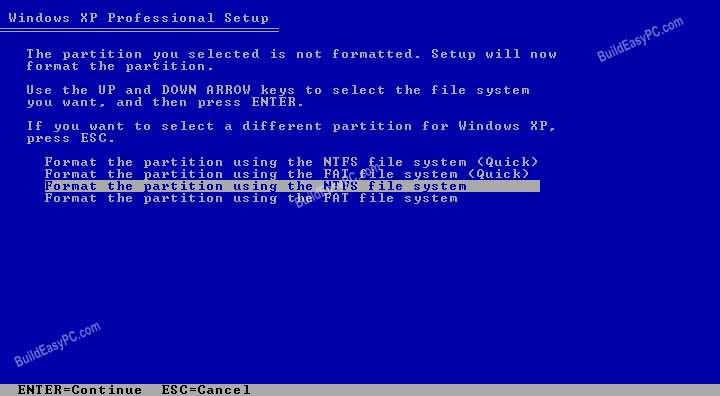 Windows XP Professional Setup
BuildEasyPC.com
The partition you selected is not formatted. Setup will now
format the partition.
Use the UP and DOWN ARROW keys to select the file system
you want, and then press ENTER.
If you want to select a different partition for Windows XP,
press ESC.
Format the partition using the NTFS file system (Quick)
Format the partition using the FAT file system (Quick)
Format the partition using the NTFS file system
Format the partition using the FAT file system
BuildEasyPC.com
BuildEasyPC.com
ENTER=Continue ESC=Cancel